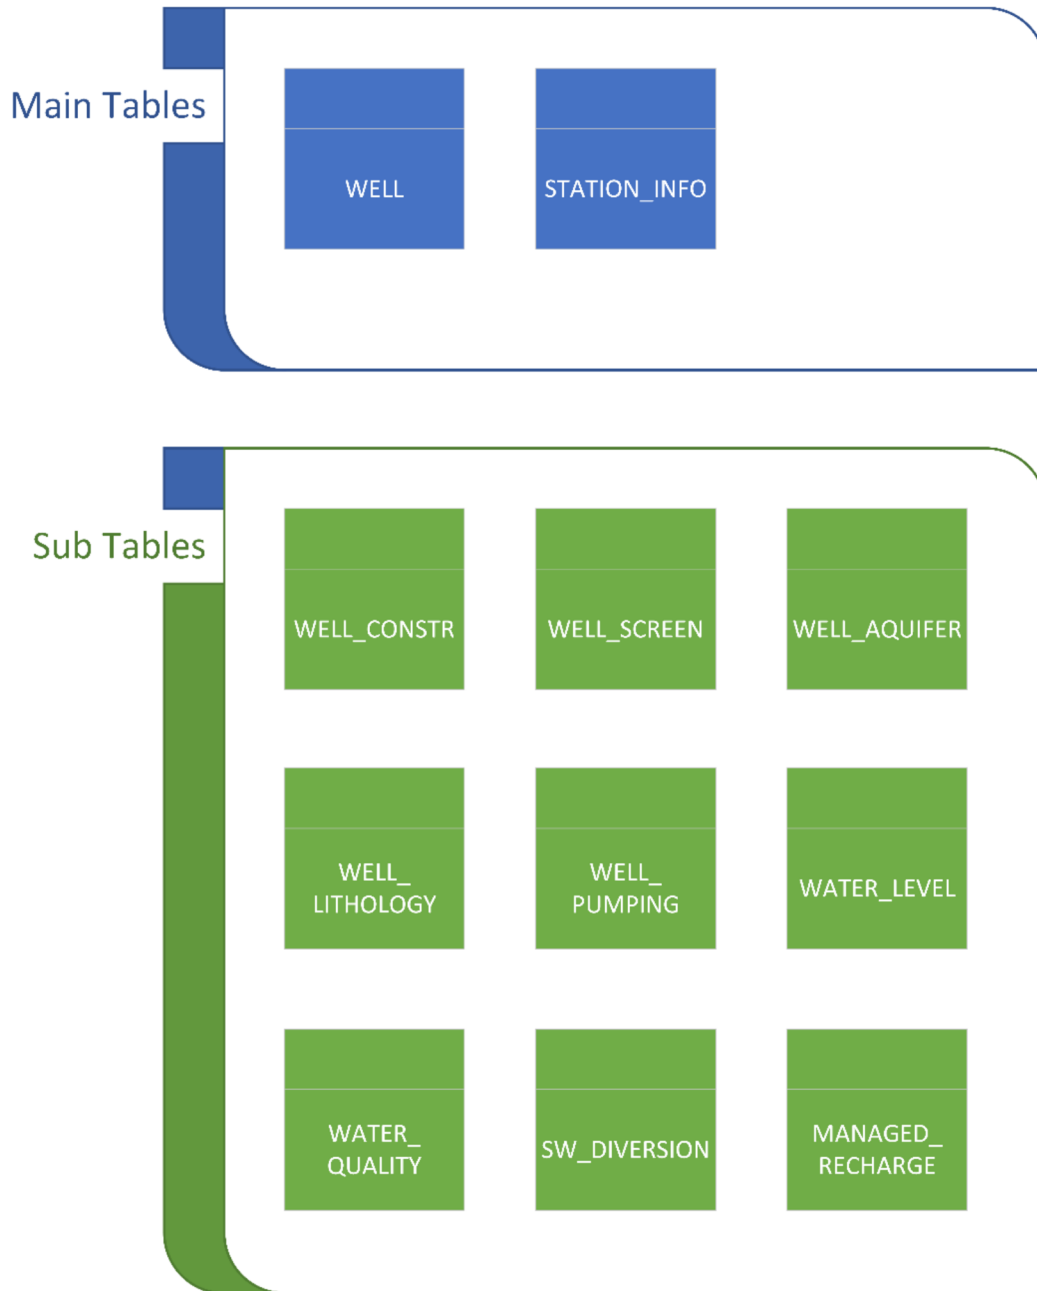 Main Tables
WELL
STATION_INFO
Sub Tables
WELL_CONSTR
WELL_SCREEN
WELL_AQUIFER
WELL_
LITHOLOGY
WELL_
PUMPING
WATER_LEVEL
WATER_
QUALITY
SW_DIVERSION
MANAGED_
RECHARGE